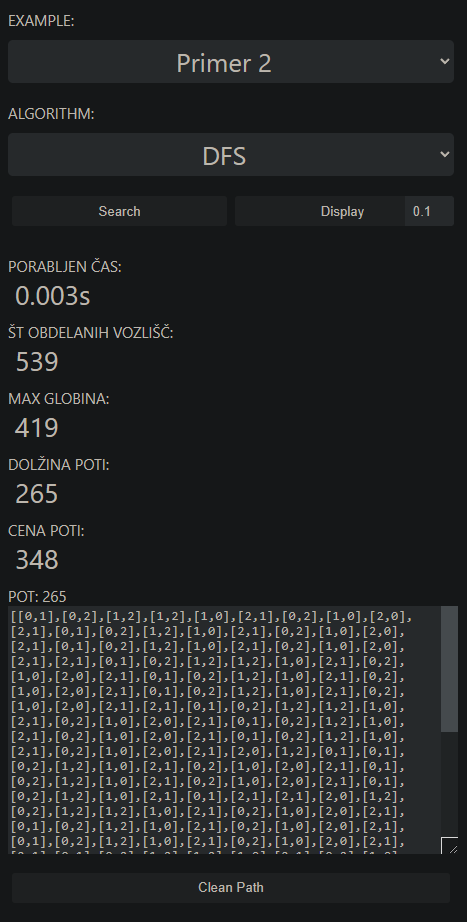 EXAMPLE:
Primer 2
ALGORITHM:
DFS
Search
Display
0.1
PORABLJEN ČAS:
0.003s
ŠT OBDELANIH VOZLIŠČ:
539
MAX GLOBINA:
419
DOLŽINA POTI:
265
CENA POTI:
348
POT: 265
[[0,1],[0,2],[1,2],[1,2],[1,0],[2,1],[0,2],[1,0],[2,0],
[2,1],[0,1],[0,2],[1,2],[1,0],[2,1],[0,2],[1,0],[2,0],
[2,1],[0,1],[0,2],[1,2],[1,0],[2,1],[0,2],[1,0],[2,0],
[2,1],[2,1],[0,1],[0,2],[1,2],[1,2],[1,0],[2,1],[0,2],
[1,0],[2,0],[2,1],[0,1],[0,2],[1,2],[1,0],[2,1],[0,2],
[1,0],[2,0],[2,1],[0,1],[0,2],[1,2],[1,0],[2,1],[0,2],
[1,0],[2,0],[2,1],[2,1],[0,1],[0,2],[1,2],[1,2],[1,0],
[2,1],[0,2],[1,0],[2,0],[2,1],[0,1],[0,2],[1,2],[1,0],
[2,1],[0,2],[1,0],[2,0],[2,1],[0,1],[0,2],[1,2],[1,0],
[2,1],[0,2],[1,0],[2,0],[2,1],[2,0],[1,2],[0,1],[0,1],
[0,2],[1,2],[1,0],[2,1],[0,2],[1,0],[2,0],[2,1],[0,1],
[0,2],[1,2],[1,0],[2,1],[0,2],[1,0],[2,0],[2,1],[0,1],
[0,2],[1,2],[1,0],[2,1],[0,1],[2,1],[2,1],[2,0],[1,2],
[0,2],[1,2],[1,2],[1,0],[2,1],[0,2],[1,0],[2,0],[2,1],
[0,1],[0,2],[1,2],[1,0],[2,1],[0,2],[1,0],[2,0],[2,1],
[0,1],[0,2],[1,2],[1,0],[2,1],[0,2],[1,0],[2,0],[2,1],
Clean Path